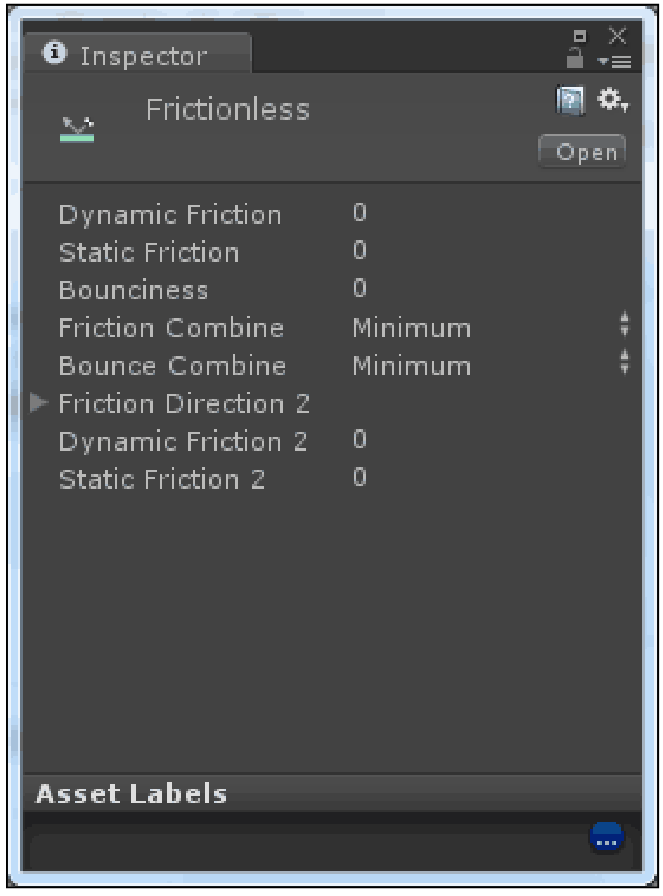 Inspector
Frictionless
Open
Dynamic Friction 0
Static Friction 0
Bounciness 0
Friction Combine Minimum
Bounce Combine Minimum
Friction Direction 2
Dynamic Friction 2 0
Static Friction 2 0
Asset Labels
...